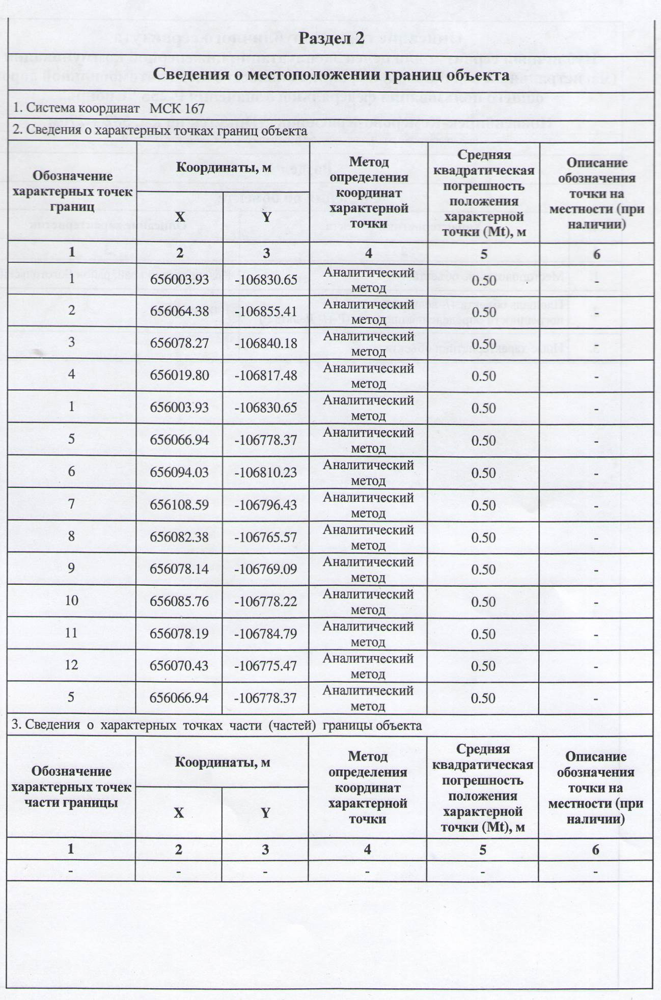 Раздел 2
Сведения о местоположении границ объекта
1. Система координат МСК 167
2. Сведения о характерных точках границ объекта
Обозначение характерных точек границ
Координаты, м
X
Y
Метод определения координат характерной точки
Средняя квадратическая погрешность положения характерной точки (Mt), м
Описание обозначения точки на местности (при наличии)
1 2 3 4 5 6
1 656003.93 -106830.65 Аналитический метод 0.50 -
2 656064.38 -106855.41 Аналитический метод 0.50 -
3 656078.27 -106840.18 Аналитический метод 0.50 -
4 656019.80 -106817.48 Аналитический метод 0.50 -
1 656003.93 -106830.65 Аналитический метод 0.50 -
5 656066.94 -106778.37 Аналитический метод 0.50 -
6 656094.03 -106810.23 Аналитический метод 0.50 -
7 656108.59 -106796.43 Аналитический метод 0.50 -
8 656082.38 -106765.57 Аналитический метод 0.50 -
9 656078.14 -106769.09 Аналитический метод 0.50 -
10 656085.76 -106778.22 Аналитический метод 0.50 -
11 656078.19 -106784.79 Аналитический метод 0.50 -
12 656070.43 -106775.47 Аналитический метод 0.50 -
5 656066.94 -106778.37 Аналитический метод 0.50 -
3. Сведения о характерных точках части (частей) границы объекта
Обозначение характерных точек части границы
Координаты, м
X
Y
Метод определения координат характерной точки
Средняя квадратическая погрешность положения характерной точки (Mt), м
Описание обозначения точки на местности (при наличии)
1 2 3 4 5 6
- - - - - -